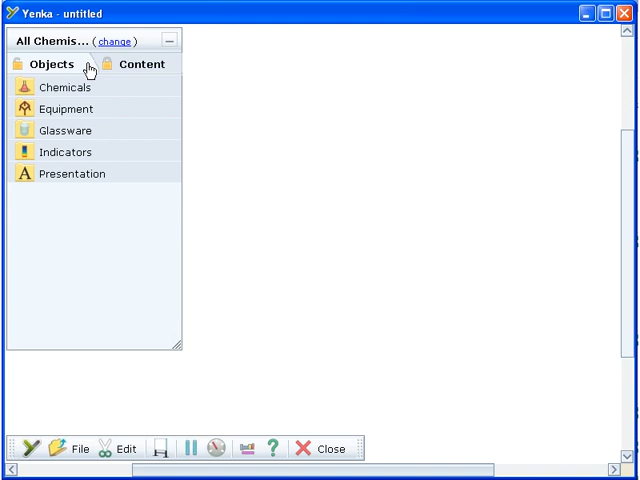 Yenka - untitled
All Chemis... ( change )
Objects Content
Chemicals
Equipment
Glassware
Indicators
A Presentation
File Edit ? Close